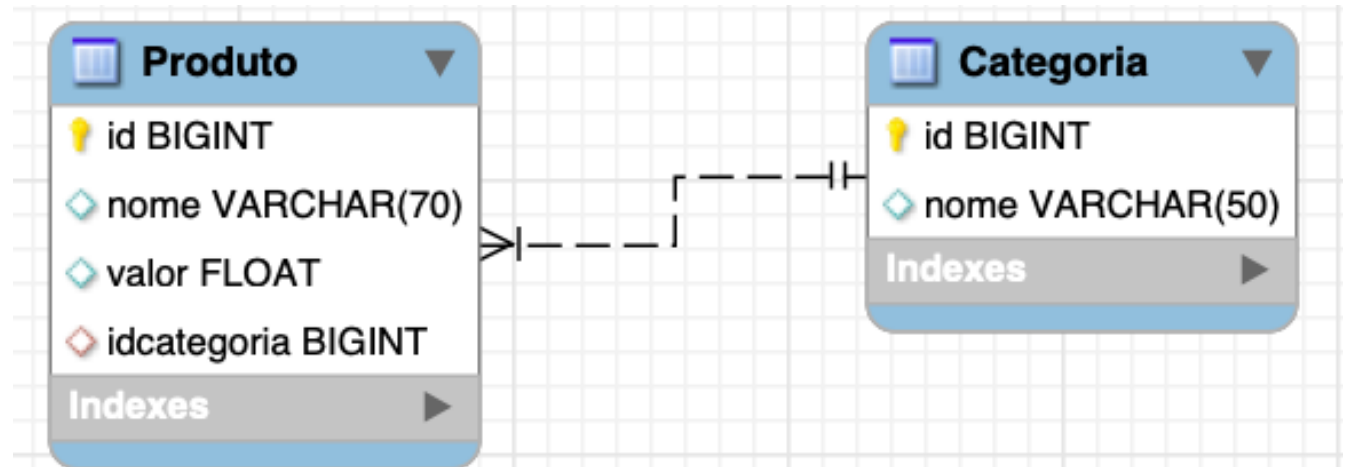 Produto
id BIGINT
nome VARCHAR(70)
valor FLOAT
idcategoria BIGINT
Indexes
Categoria
id BIGINT
nome VARCHAR(50)
Indexes